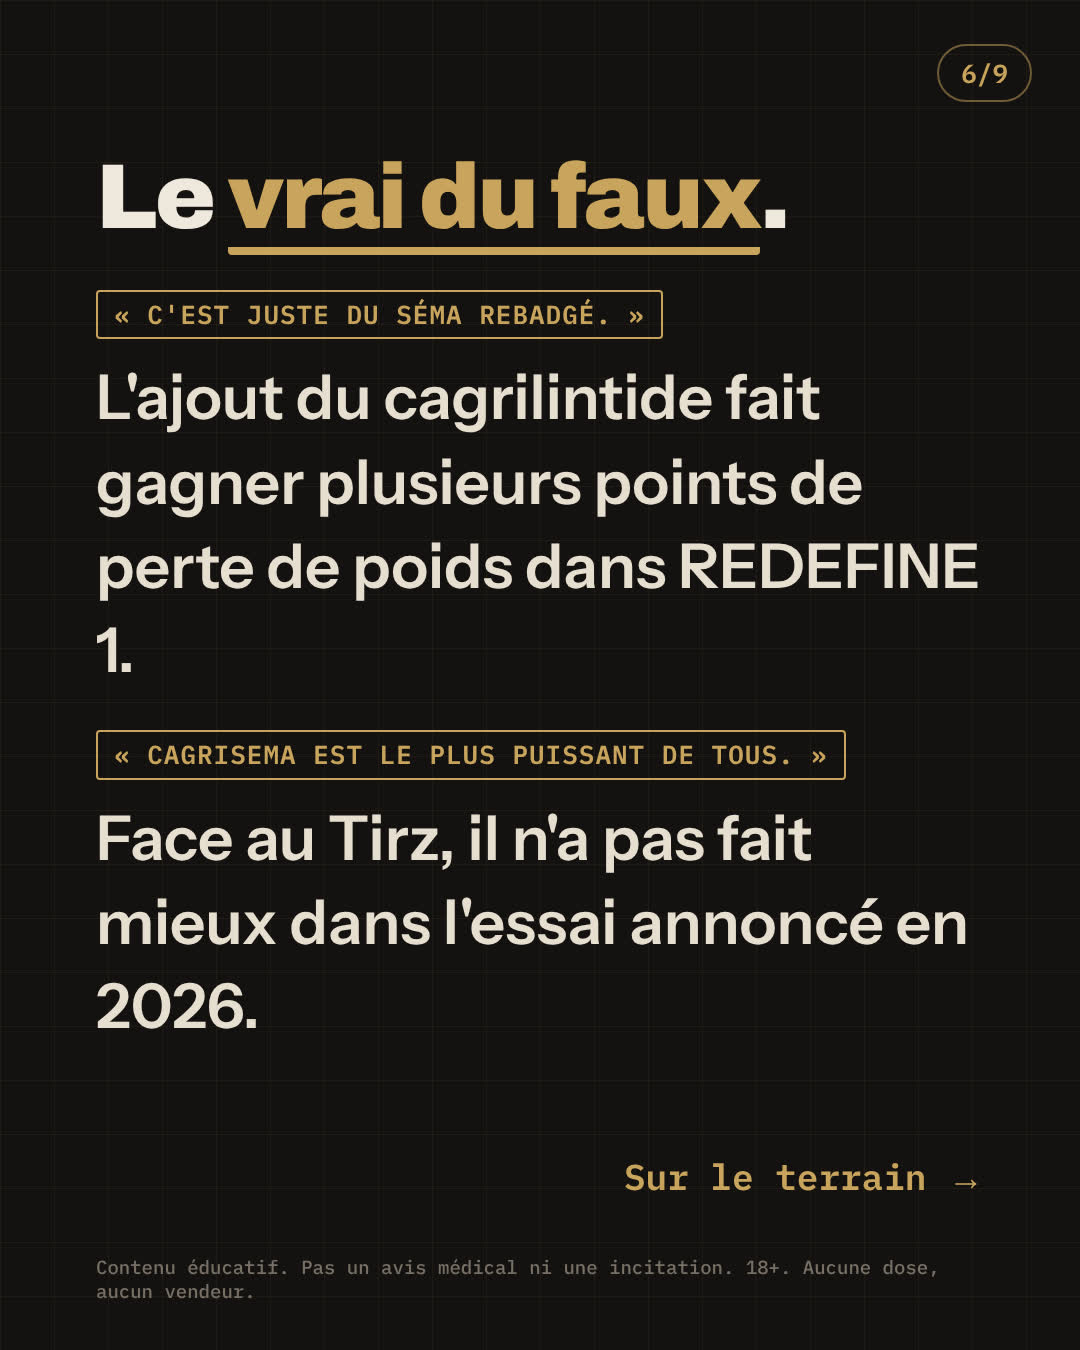 6/9
Le vrai du faux.
« C'EST JUSTE DU SÉMA REBADGÉ. »
L'ajout du cagrilintide fait
gagner plusieurs points de
perte de poids dans REDEFINE
1.
« CAGRISEMA EST LE PLUS PUISSANT DE TOUS. »
Face au Tirz, il n'a pas fait
mieux dans l'essai annoncé en
2026.
Sur le terrain →
Contenu éducatif. Pas un avis médical ni une incitation. 18+. Aucune dose,
aucun vendeur.